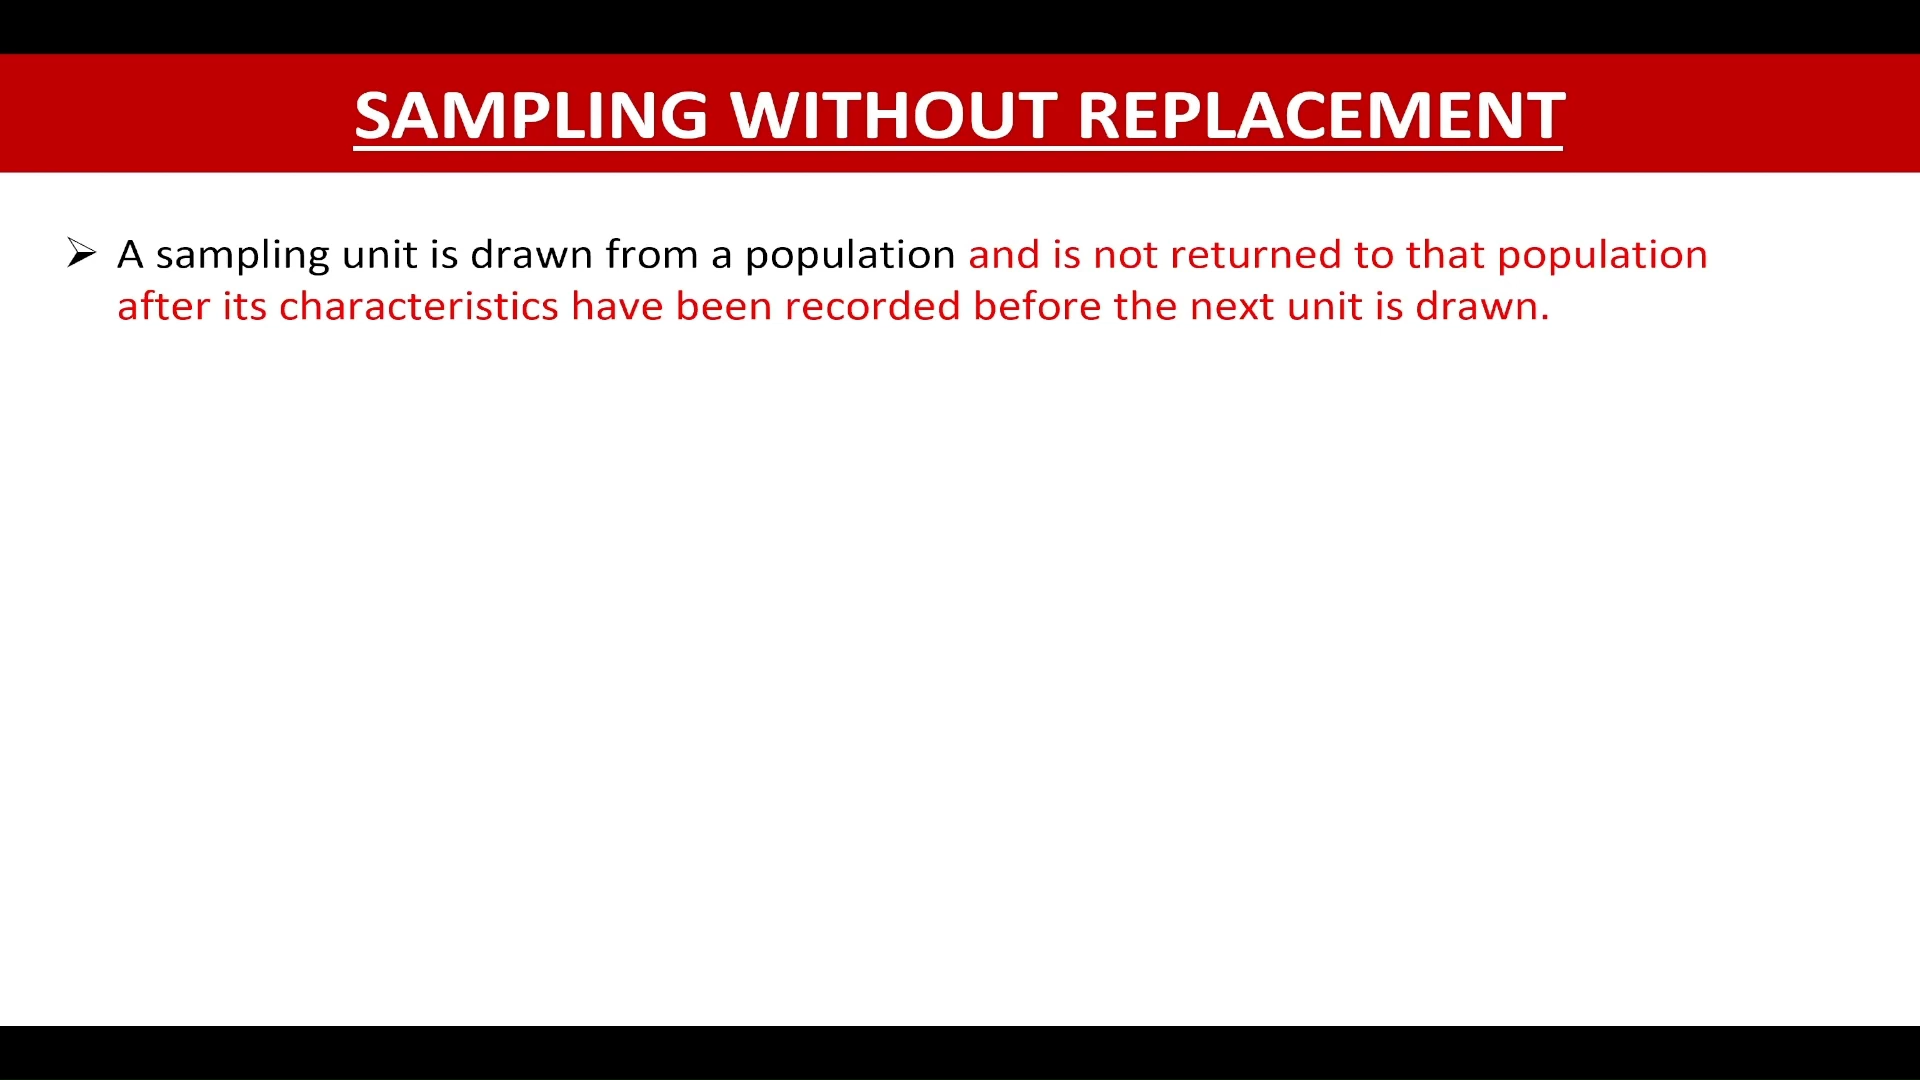 SAMPLING WITHOUT REPLACEMENT
➢ A sampling unit is drawn from a population and is not returned to that population
after its characteristics have been recorded before the next unit is drawn.